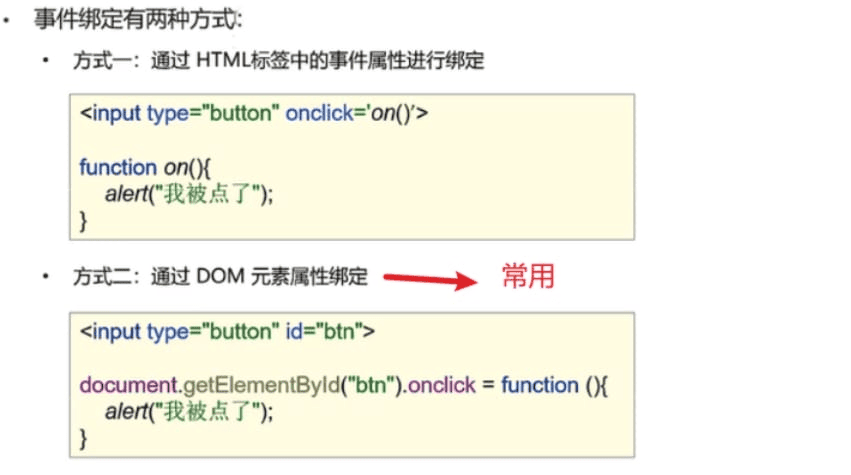 • 事件绑定有两种方式：
• 方式一：通过 HTML标签中的事件属性进行绑定
<input type="button" onclick='on()'>
function on(){
alert("我被点了");
}
• 方式二：通过 DOM 元素属性绑定 常用
<input type="button" id="btn">
document.getElementById("btn").onclick = function (){
alert("我被点了");
}